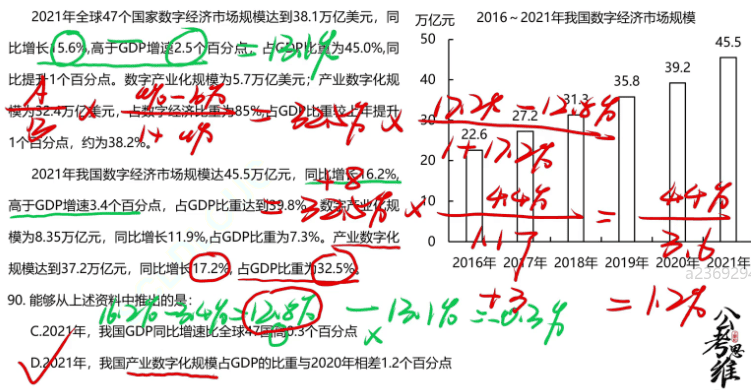 2021年全球47个国家数字经济市场规模达到38.1万亿美元，同
比增长15.6%,高于GDP增速2.5个百分点，占GDP比重为45.0%,同
=13.1%
比提升1个百分点。数字产业化规模为5.7万亿美元；产业数字化规
模为32.4万亿美元，占数字经济比重为85%,占GDP比重较上年提升
1个百分点，约为38.2%。
A/B × (a%-b%)/(1+a%) = 32.5% × (17.2%-12.8%)/(1+17.2%)
2021年我国数字经济市场规模达45.5万亿元，同比增长16.2%,
高于GDP增速3.4个百分点，占GDP比重达到39.8%。数字产业化规
模为8.35万亿元，同比增长11.9%,占GDP比重为7.3%。产业数字化
规模达到37.2万亿元，同比增长17.2%, 占GDP比重为32.5%。
+8
= 33.5% × 4.4%/1.17 = 4.4%/3.6
+3
= 1.2%
90. 能够从上述资料中推出的是：
16.2%-3.4%=12.8% - 13.1% = -0.3%
×
C.2021年，我国GDP同比增速比全球47国高0.3个百分点
D.2021年，我国产业数字化规模占GDP的比重与2020年相差1.2个百分点
万亿元
2016～2021年我国数字经济市场规模
50
40
30
20
10
0
22.6
27.2
31.3
35.8
39.2
45.5
2016年 2017年 2018年 2019年 2020年 2021年
a2369294
公考思维